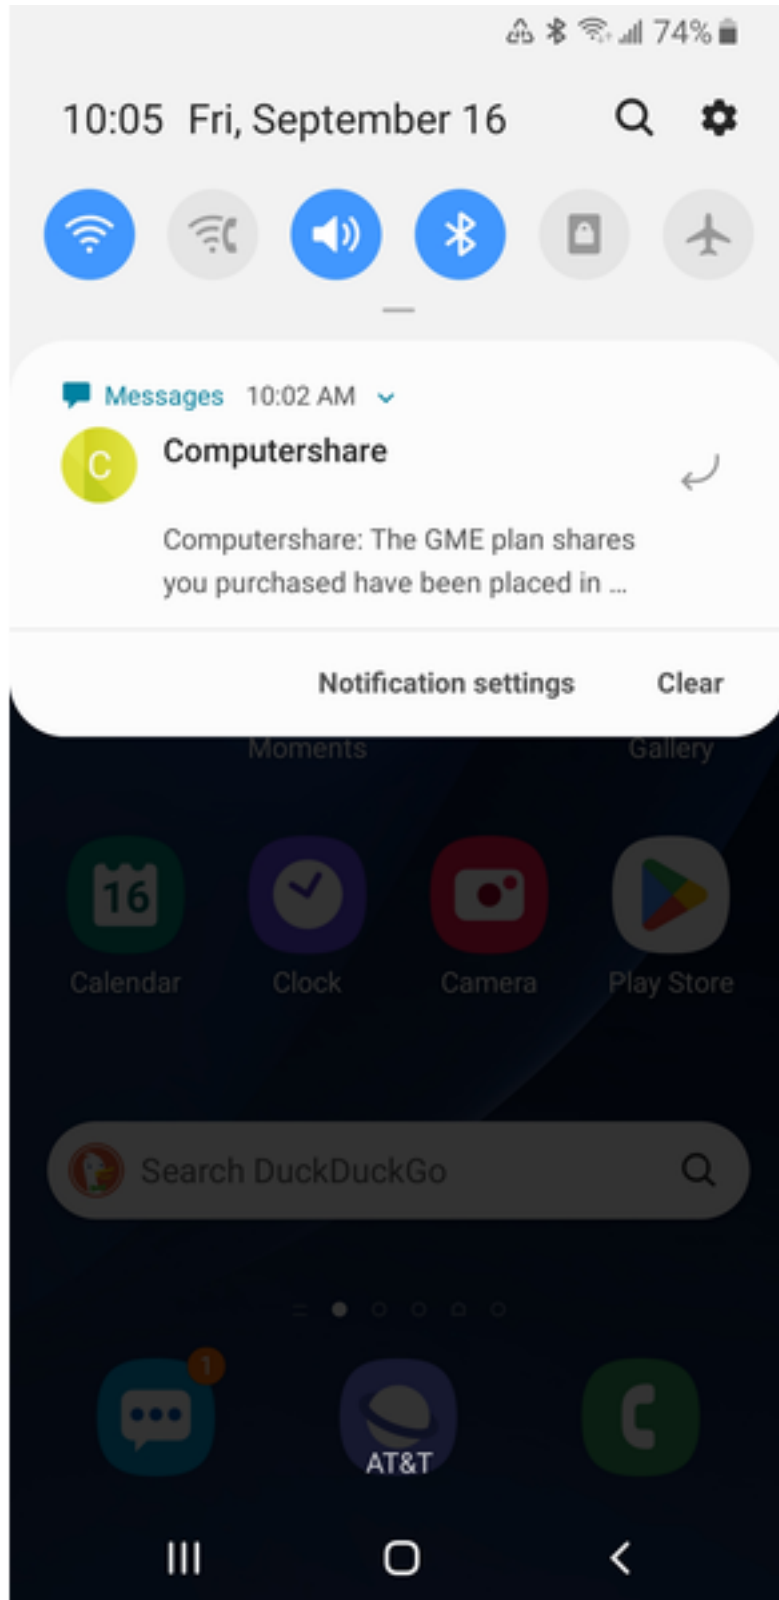 74%
10:05 Fri, September 16
Messages 10:02 AM
C
Computershare
Computershare: The GME plan shares
you purchased have been placed in ...
Notification settings Clear
Moments Gallery
16
Calendar Clock Camera Play Store
Search DuckDuckGo
1
AT&T